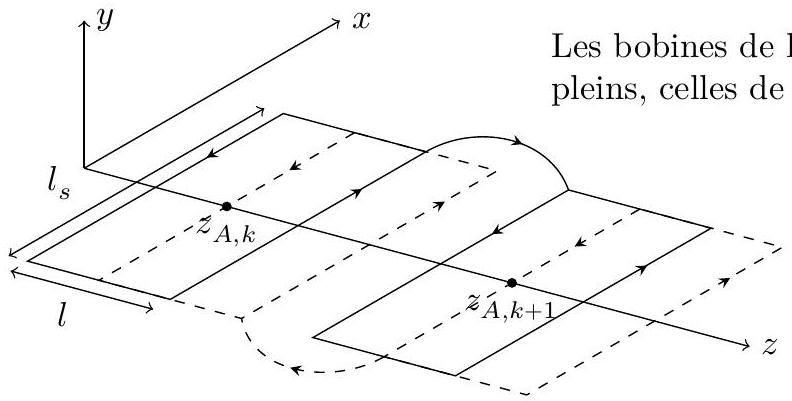 y
x
Les bobines de
pleins, celles de
l_s
z_{A,k}
l
z_{A,k+1}
z